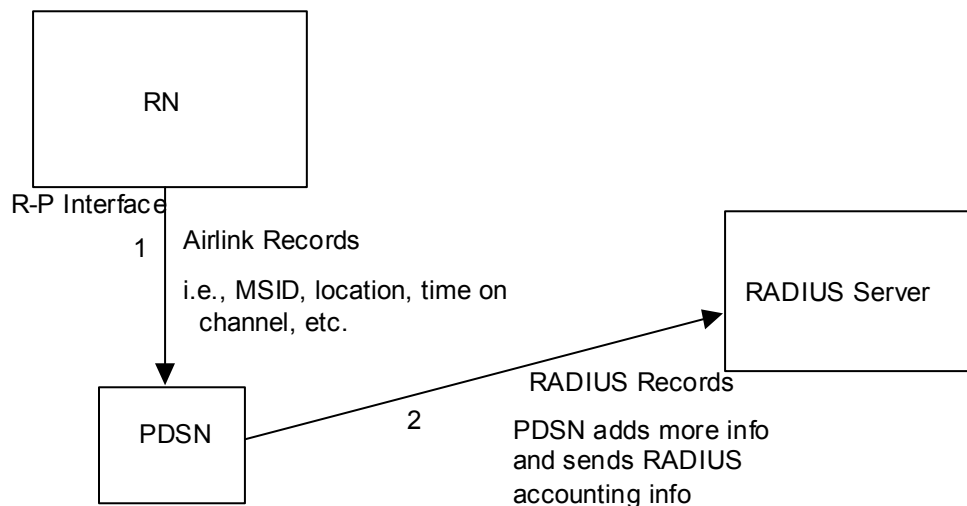 RN
R-P Interface
1
Airlink Records
i.e., MSID, location, time on
channel, etc.
RADIUS Server
PDSN
2
RADIUS Records
PDSN adds more info
and sends RADIUS
accounting info